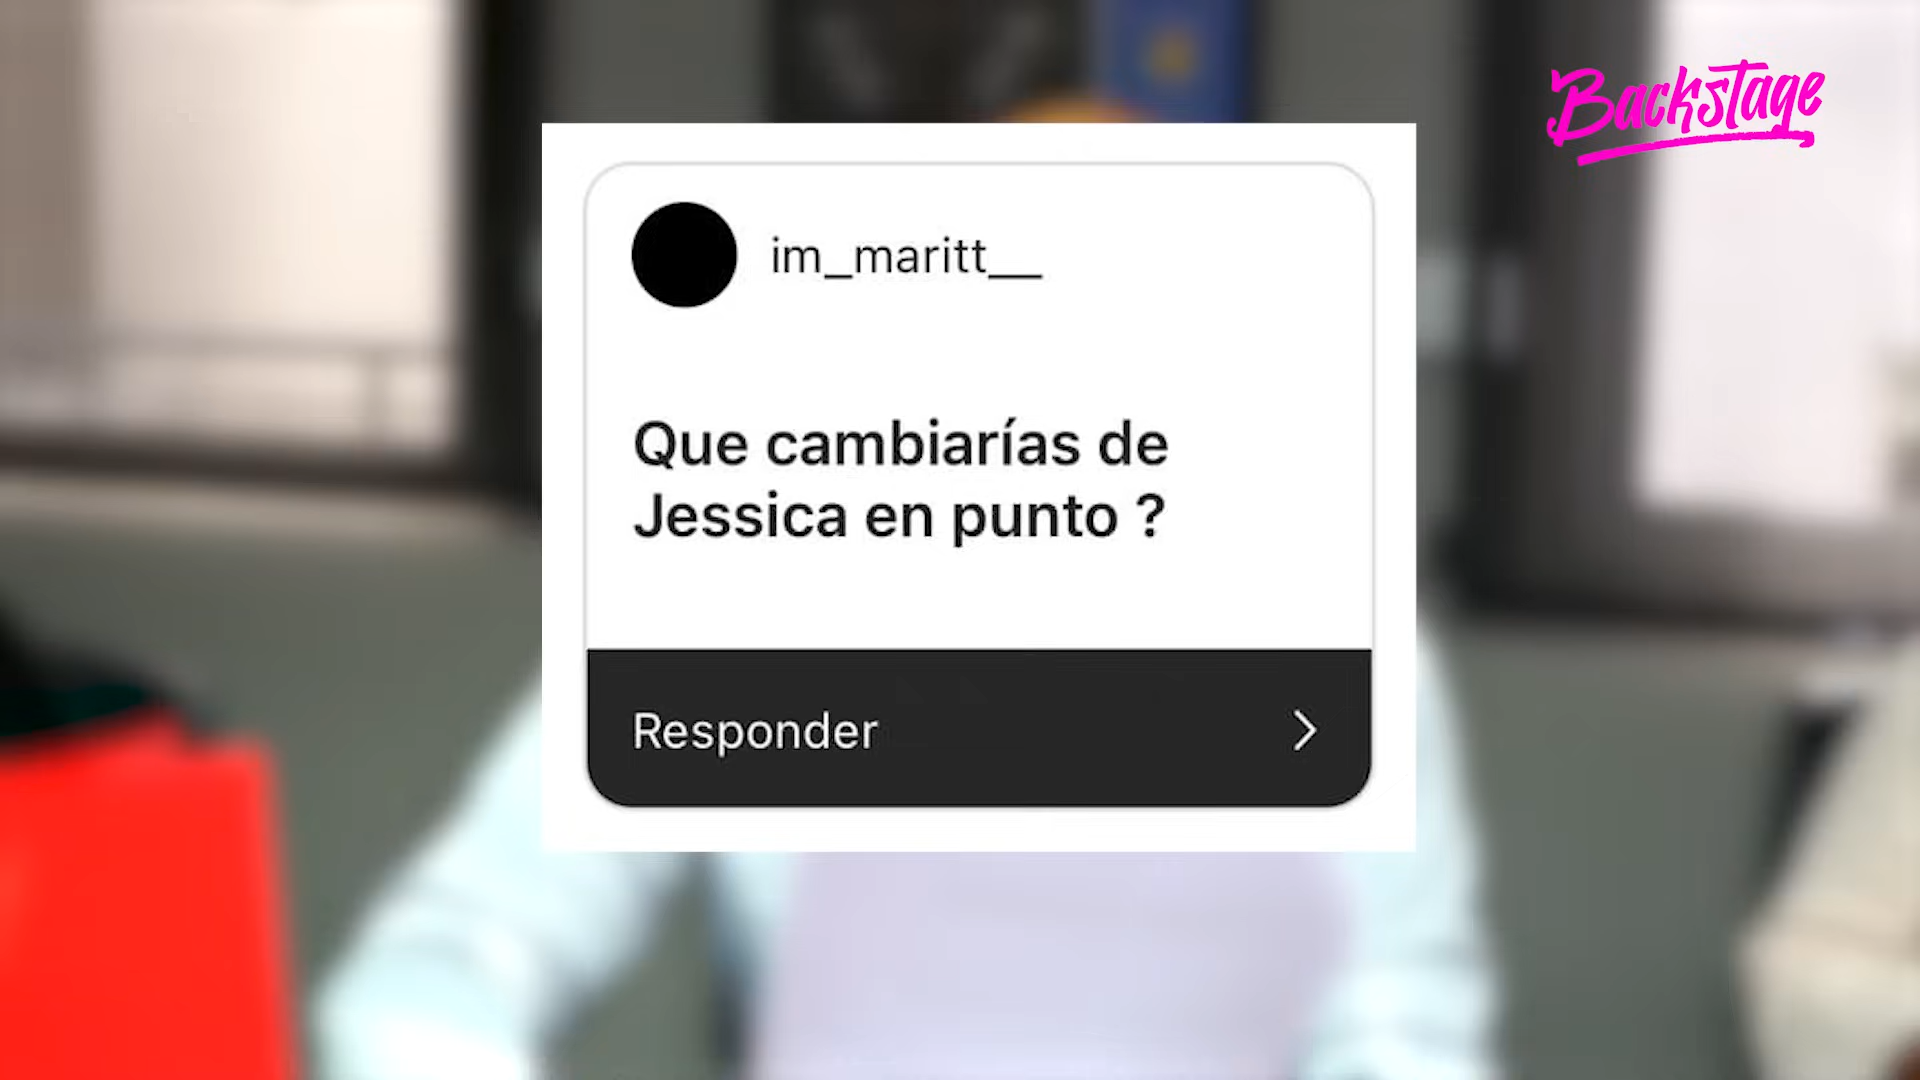 Backstage
im_maritt__
Que cambiarías de
Jessica en punto ?
Responder